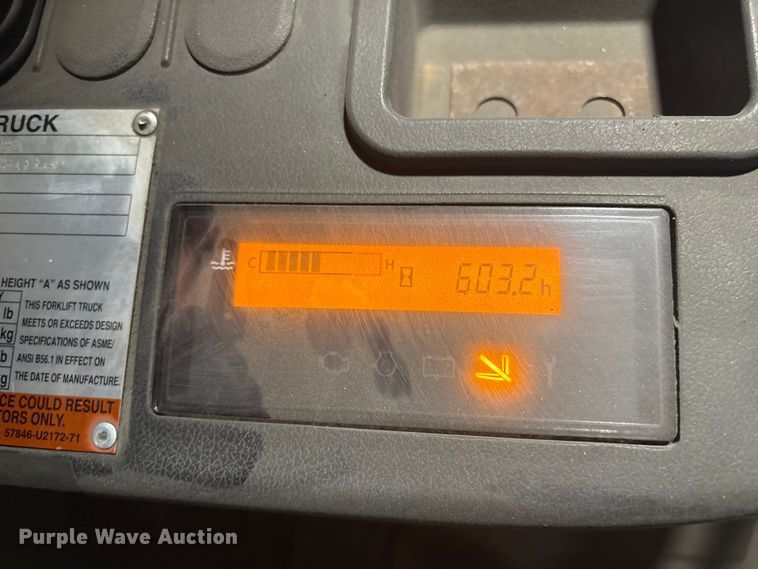 RUCK
HEIGHT "A" AS SHOWN
THIS FORKLIFT TRUCK
lb MEETS OR EXCEEDS DESIGN
kg SPECIFICATIONS OF ASME/
b ANSI B56.1 IN EFFECT ON
g THE DATE OF MANUFACTURE.
CE COULD RESULT
TORS ONLY.
57846-U2172-71
C H 603.2h
Purple Wave Auction